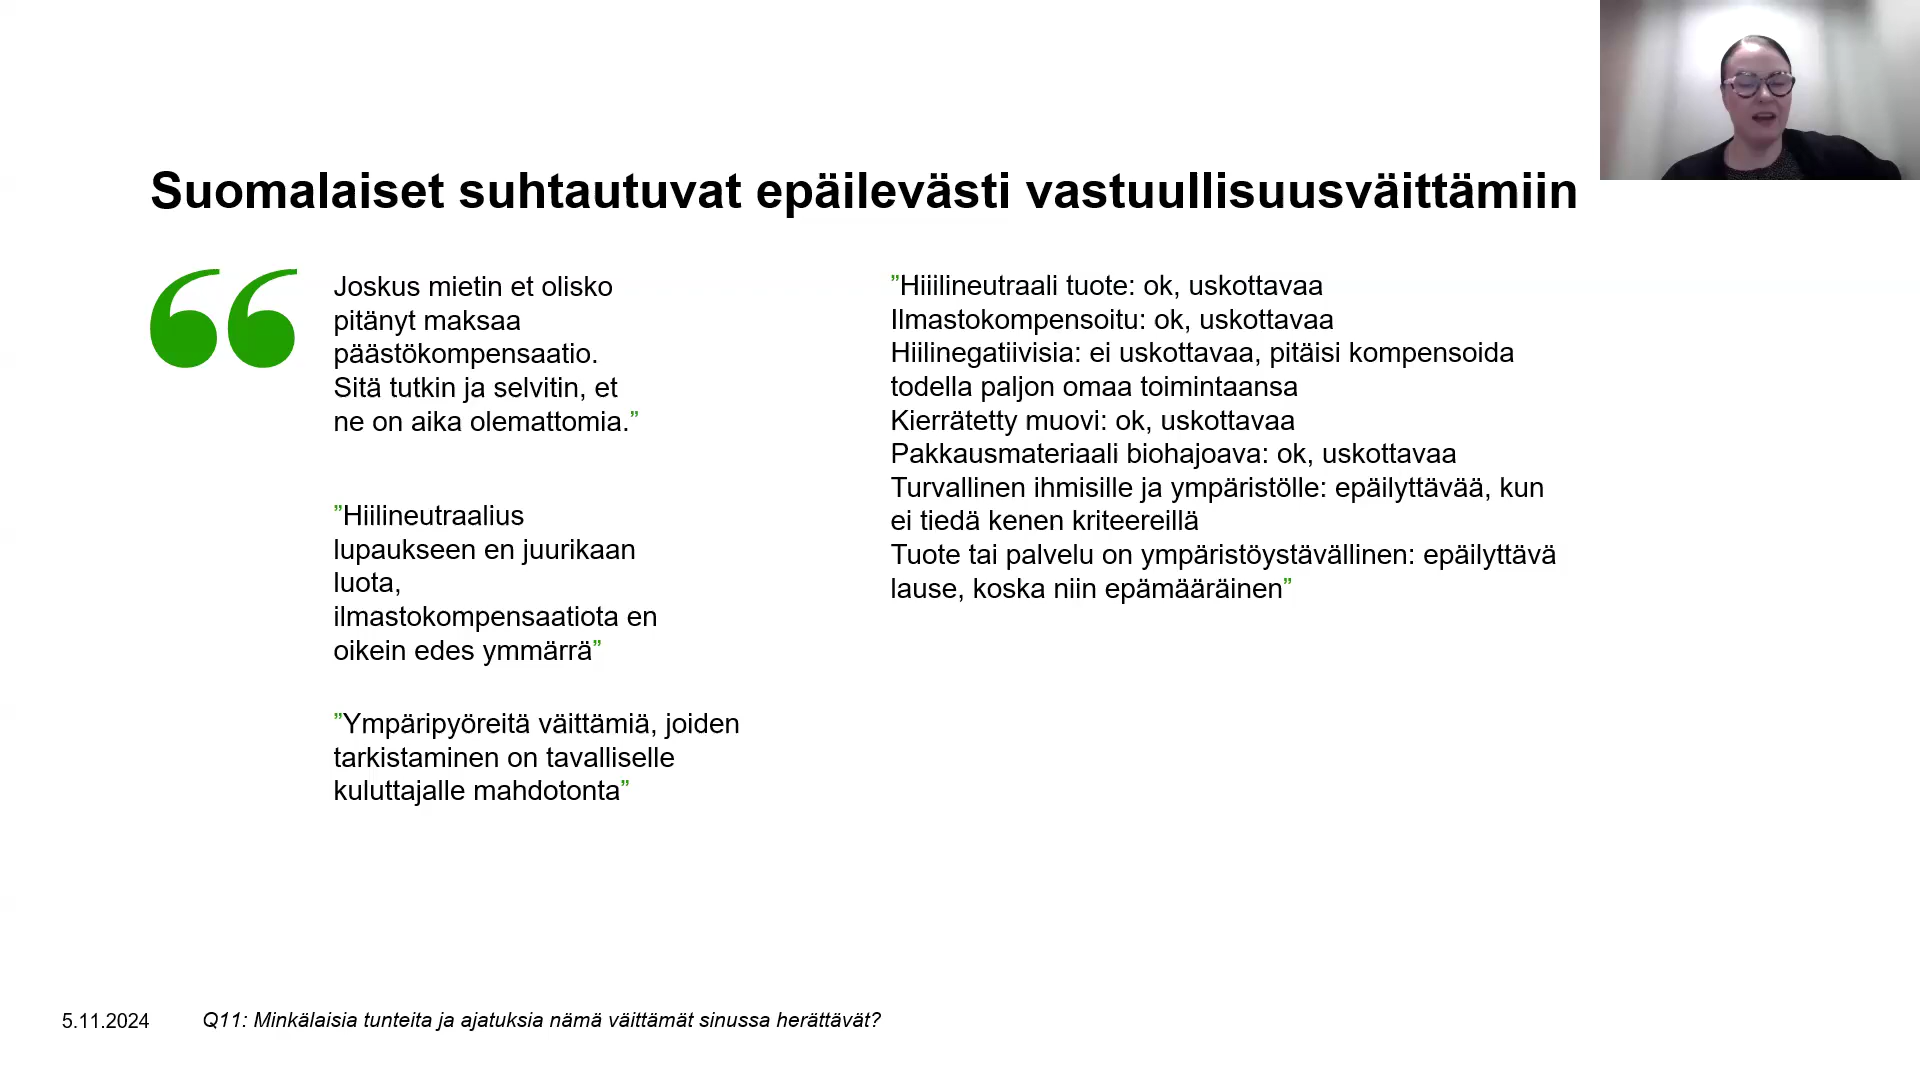 Suomalaiset suhtautuvat epäilevästi vastuullisuusväittämiin
“
Joskus mietin et olisko
pitänyt maksaa
päästökompensaatio.
Sitä tutkin ja selvitin, et
ne on aika olemattomia.”
”Hiilineutraalius
lupaukseen en juurikaan
luota,
ilmastokompensaatiota en
oikein edes ymmärrä”
”Ympäripyöreitä väittämiä, joiden
tarkistaminen on tavalliselle
kuluttajalle mahdotonta”
”Hiiilineutraali tuote: ok, uskottavaa
Ilmastokompensoitu: ok, uskottavaa
Hiilinegatiivisia: ei uskottavaa, pitäisi kompensoida
todella paljon omaa toimintaansa
Kierrätetty muovi: ok, uskottavaa
Pakkausmateriaali biohajoava: ok, uskottavaa
Turvallinen ihmisille ja ympäristölle: epäilyttävää, kun
ei tiedä kenen kriteereillä
Tuote tai palvelu on ympäristöystävällinen: epäilyttävä
lause, koska niin epämääräinen”
5.11.2024
Q11: Minkälaisia tunteita ja ajatuksia nämä väittämät sinussa herättävät?